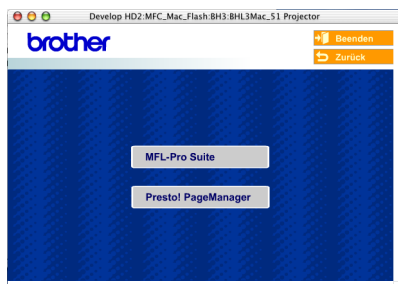 Develop HD2:MFC_Mac_Flash:BH3:BHL3Mac_S1 Projector
brother
Beenden
Zurück
MFL-Pro Suite
Presto! PageManager